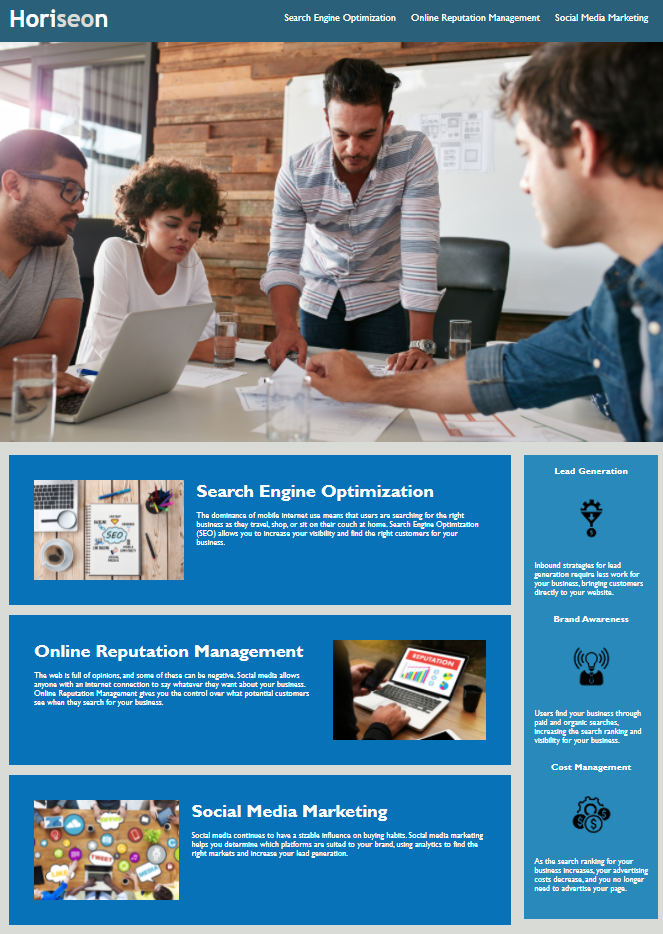 Horiseon
Search Engine Optimization Online Reputation Management Social Media Marketing
SEO
Search Engine Optimization
The dominance of mobile internet use means that users are searching for the right
business as they travel, shop, or sit on their couch at home. Search Engine Optimization
(SEO) allows you to increase your visibility and find the right customers for your
business.
Online Reputation Management
The web is full of opinions, and some of these can be negative. Social media allows
anyone with an internet connection to say whatever they want about your business.
Online Reputation Management gives you the control over what potential customers
see when they search for your business.
REPUTATION
LIKE
TWEET
MEDIA
Social Media Marketing
Social media continues to have a sizable influence on buying habits. Social media marketing
helps you determine which platforms are suited to your brand, using analytics to find the
right markets and increase your lead generation.
Lead Generation
Inbound strategies for lead
generation require less work for
your business, bringing customers
directly to your website.
Brand Awareness
Users find your business through
paid and organic searches,
increasing the search ranking and
visibility for your business.
Cost Management
As the search ranking for your
business increases, your advertising
costs decrease, and you no longer
need to advertise your page.